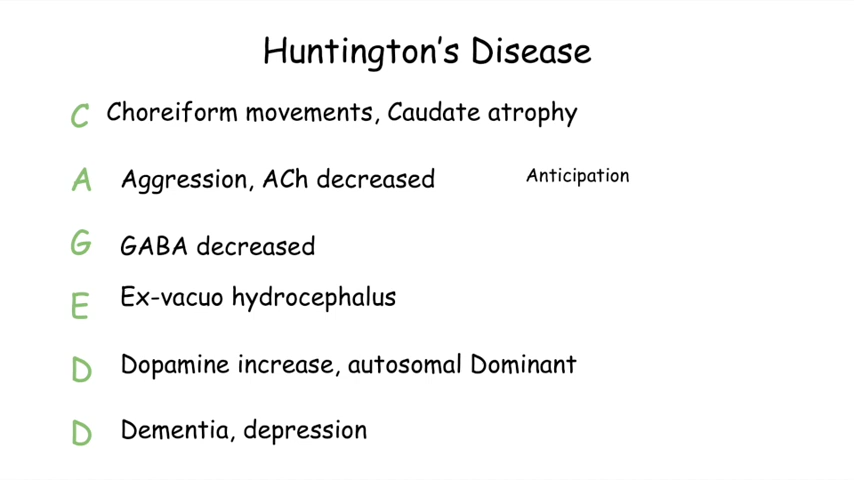 Huntington's Disease
C Choreiform movements, Caudate atrophy
A Aggression, ACh decreased Anticipation
G GABA decreased
E Ex-vacuo hydrocephalus
D Dopamine increase, autosomal Dominant
D Dementia, depression